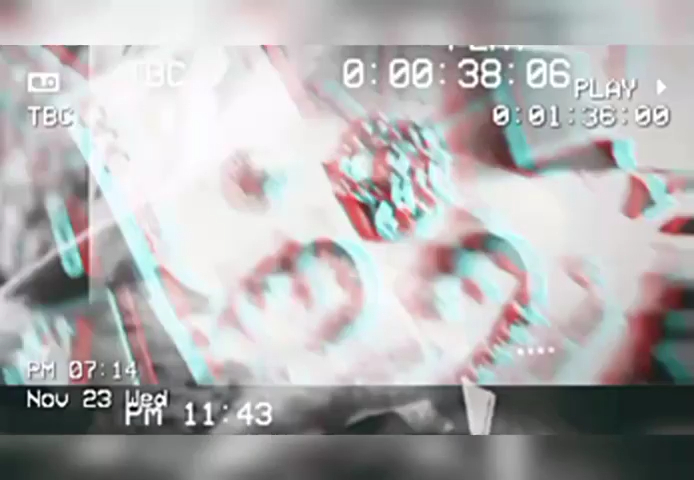 TBC
0:00:38:06
PLAY
TBC
0:01:36:00
PM 07:14
Nov 23 Wed
PM 11:43